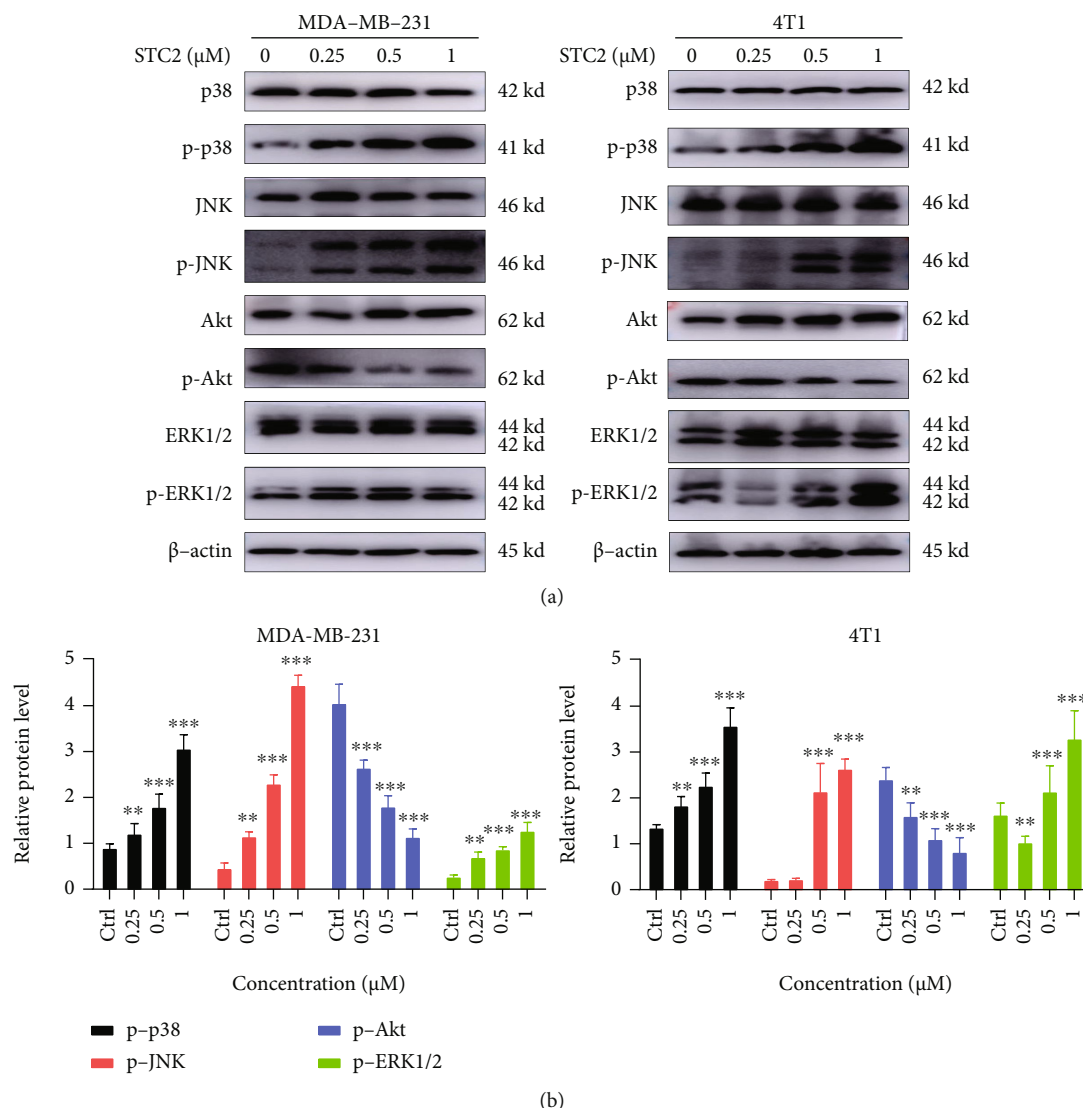 MDA–MB–231
STC2 (μM) 0 0.25 0.5 1
p38 42 kd
p-p38 41 kd
JNK 46 kd
p-JNK 46 kd
Akt 62 kd
p-Akt 62 kd
ERK1/2 44 kd
42 kd
p-ERK1/2 44 kd
42 kd
β–actin 45 kd
4T1
STC2 (μM) 0 0.25 0.5 1
p38 42 kd
p-p38 41 kd
JNK 46 kd
p-JNK 46 kd
Akt 62 kd
p-Akt 62 kd
ERK1/2 44 kd
42 kd
p-ERK1/2 44 kd
42 kd
β–actin 45 kd
(a)
MDA-MB-231
Relative protein level
5
4
3
2
1
0
** *** ***
** *** ***
*** *** ***
** *** ***
Ctrl 0.25 0.5 1 Ctrl 0.25 0.5 1 Ctrl 0.25 0.5 1 Ctrl 0.25 0.5 1
Concentration (μM)
4T1
Relative protein level
5
4
3
2
1
0
** *** ***
*** ***
** *** ***
** *** ***
Ctrl 0.25 0.5 1 Ctrl 0.25 0.5 1 Ctrl 0.25 0.5 1 Ctrl 0.25 0.5 1
Concentration (μM)
p–p38
p–JNK
p–Akt
p–ERK1/2
(b)